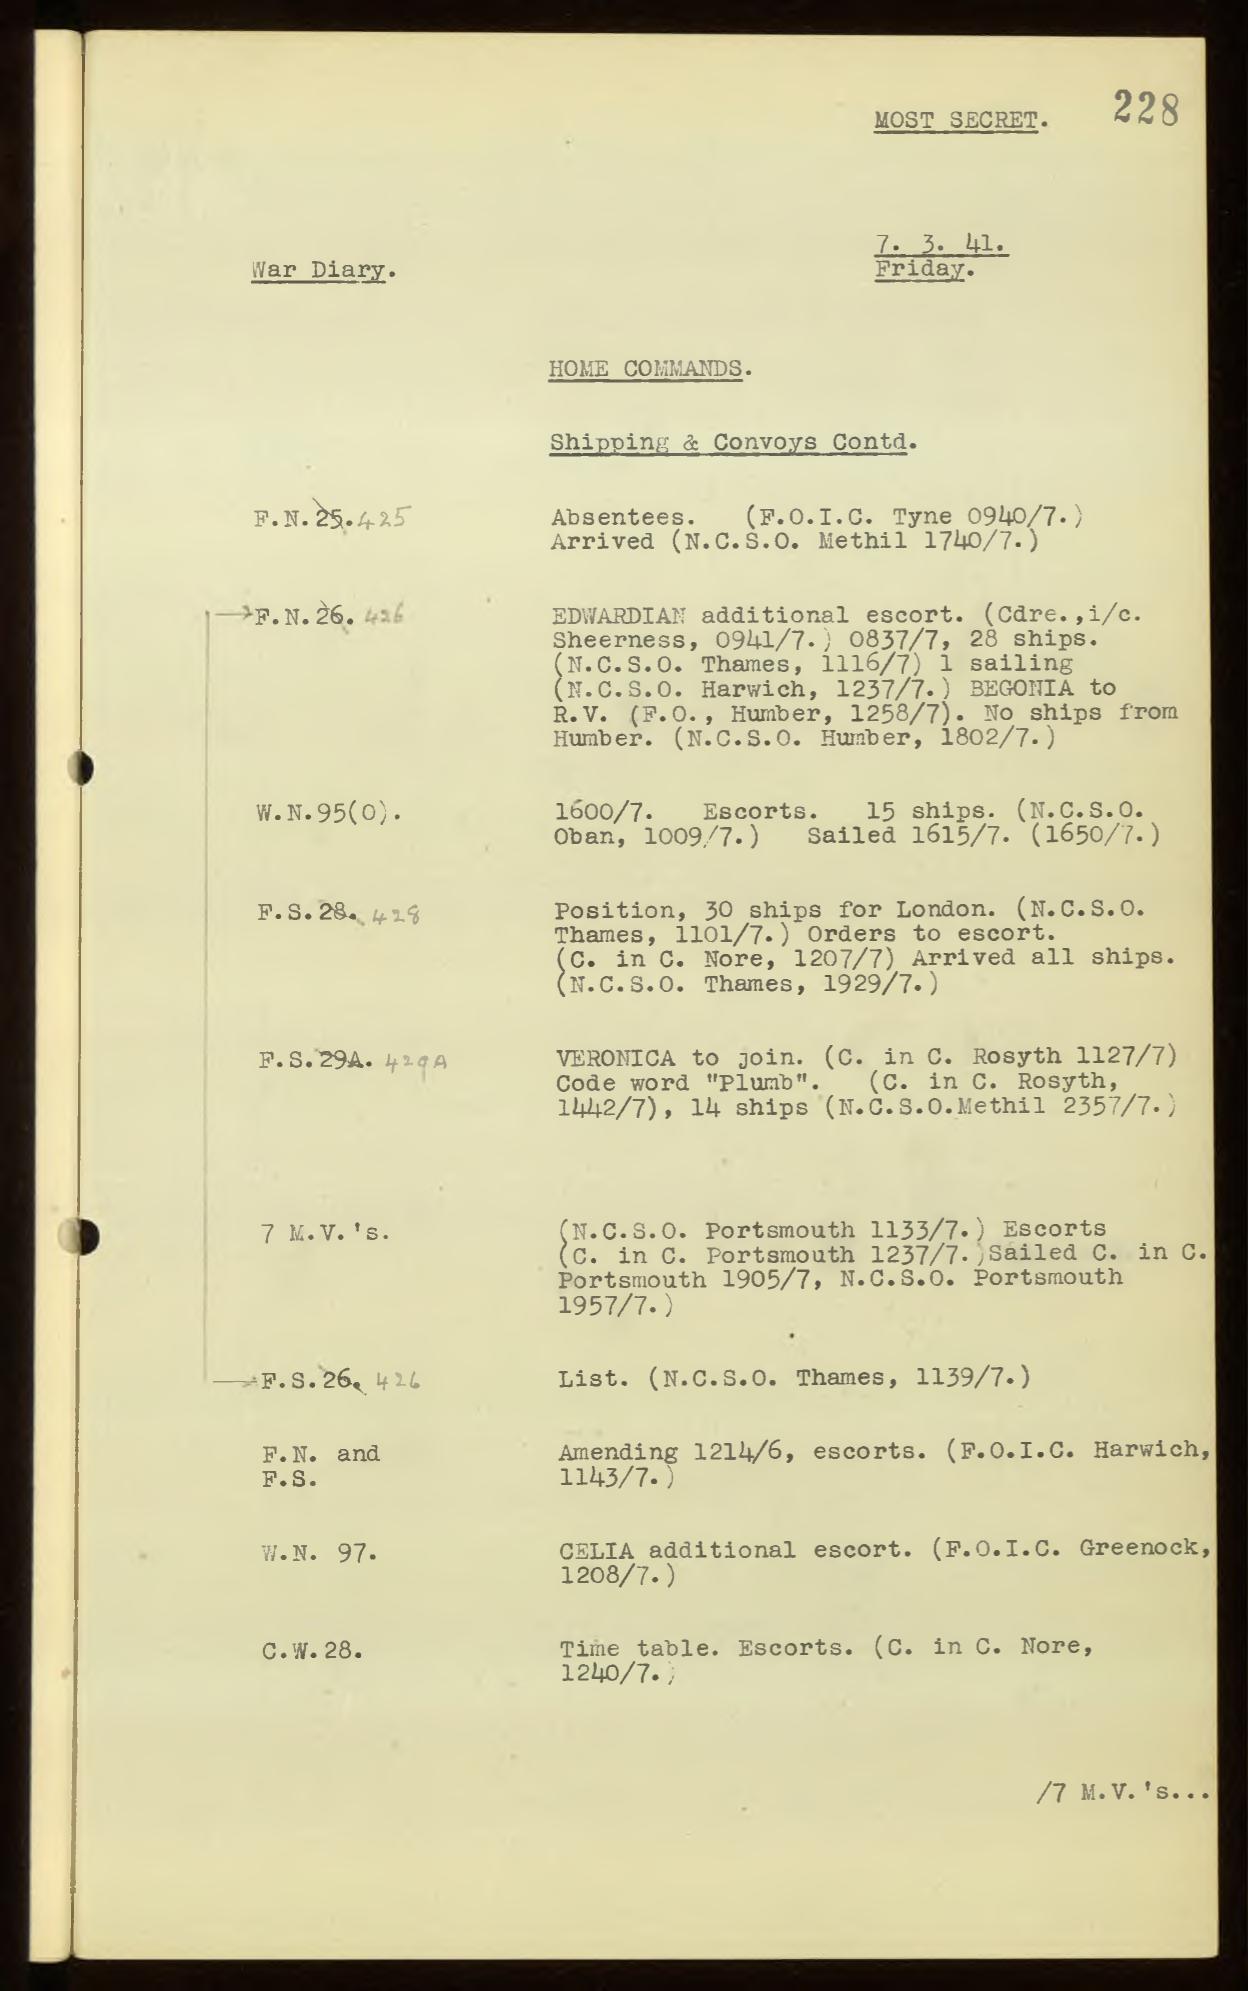 MOST SECRET. 228
7. 3. 41.
War Diary. Friday.
HOME COMMANDS.
Shipping & Convoys Contd.
F.N. 25. 425 Absentees. (F.O.I.C. Tyne 0940/7.)
Arrived (N.C.S.O. Methil 1740/7.)
→F.N. 26. 426 EDWARDIAN additional escort. (Cdre.,i/c.
Sheerness, 0941/7.) 0837/7, 28 ships.
(N.C.S.O. Thames, 1116/7) 1 sailing
(N.C.S.O. Harwich, 1237/7.) BEGONIA to
R.V. (F.O., Humber, 1258/7). No ships from
Humber. (N.C.S.O. Humber, 1802/7.)
W.N.95(O). 1600/7. Escorts. 15 ships. (N.C.S.O.
Oban, 1009/7.) Sailed 1615/7. (1650/7.)
F.S. 28. 428 Position, 30 ships for London. (N.C.S.O.
Thames, 1101/7.) Orders to escort.
(C. in C. Nore, 1207/7) Arrived all ships.
(N.C.S.O. Thames, 1929/7.)
F.S. 29A. 429A VERONICA to join. (C. in C. Rosyth 1127/7)
Code word "Plumb". (C. in C. Rosyth,
1442/7), 14 ships (N.C.S.O.Methil 2357/7.)
7 M.V.'s. (N.C.S.O. Portsmouth 1133/7.) Escorts
(C. in C. Portsmouth 1237/7.)Sailed C. in C.
Portsmouth 1905/7, N.C.S.O. Portsmouth
1957/7.)
→F.S. 26. 426 List. (N.C.S.O. Thames, 1139/7.)
F.N. and Amending 1214/6, escorts. (F.O.I.C. Harwich,
F.S. 1143/7.)
W.N. 97. CELIA additional escort. (F.O.I.C. Greenock,
1208/7.)
C.W. 28. Time table. Escorts. (C. in C. Nore,
1240/7.)
/7 M.V.'s...